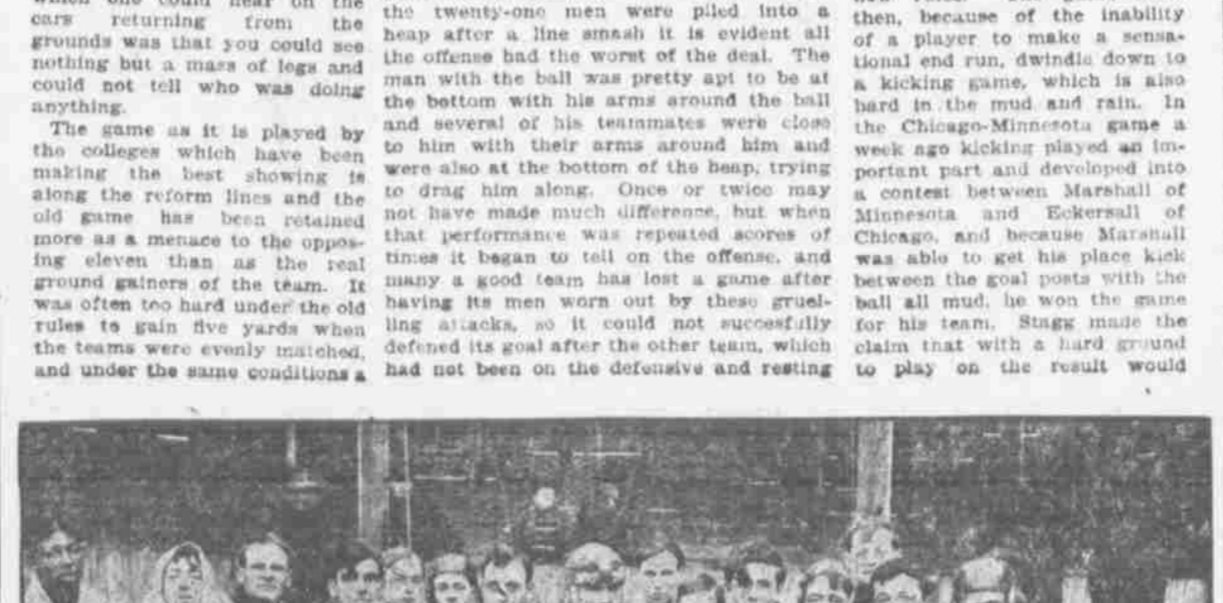 which one could hear on the
cars returning from the
grounds was that you could see
nothing but a mass of legs and
could not tell who was doing
anything.
The game as it is played by
the colleges which have been
making the best showing is
along the reform lines and the
old game has been retained
more as a menace to the oppos-
ing eleven than as the real
ground gainers of the team. It
was often too hard under the old
rules to gain five yards when
the teams were evenly matched,
and under the same conditions a
the twenty-one men were piled into a
heap after a line smash it is evident all
the offense had the worst of the deal. The
man with the ball was pretty apt to be at
the bottom with his arms around the ball
and several of his teammates were close
to him with their arms around him and
were also at the bottom of the heap, trying
to drag him along. Once or twice may
not have made much difference, but when
that performance was repeated scores of
times it began to tell on the offense, and
many a good team has lost a game after
having its men worn out by these gruel-
ling attacks, so it could not succesfully
defened its goal after the other team, which
had not been on the defensive and resting
then, because of the inability
of a player to make a sensa-
tional end run, dwindle down to
a kicking game, which is also
hard in the mud and rain. In
the Chicago-Minnesota game a
week ago kicking played an im-
portant part and developed into
a contest between Marshall of
Minnesota and Eckersall of
Chicago, and because Marshall
was able to get his place kick
between the goal posts with the
ball all mud, he won the game
for his team. Stagg made the
claim that with a hard ground
to play on the result would